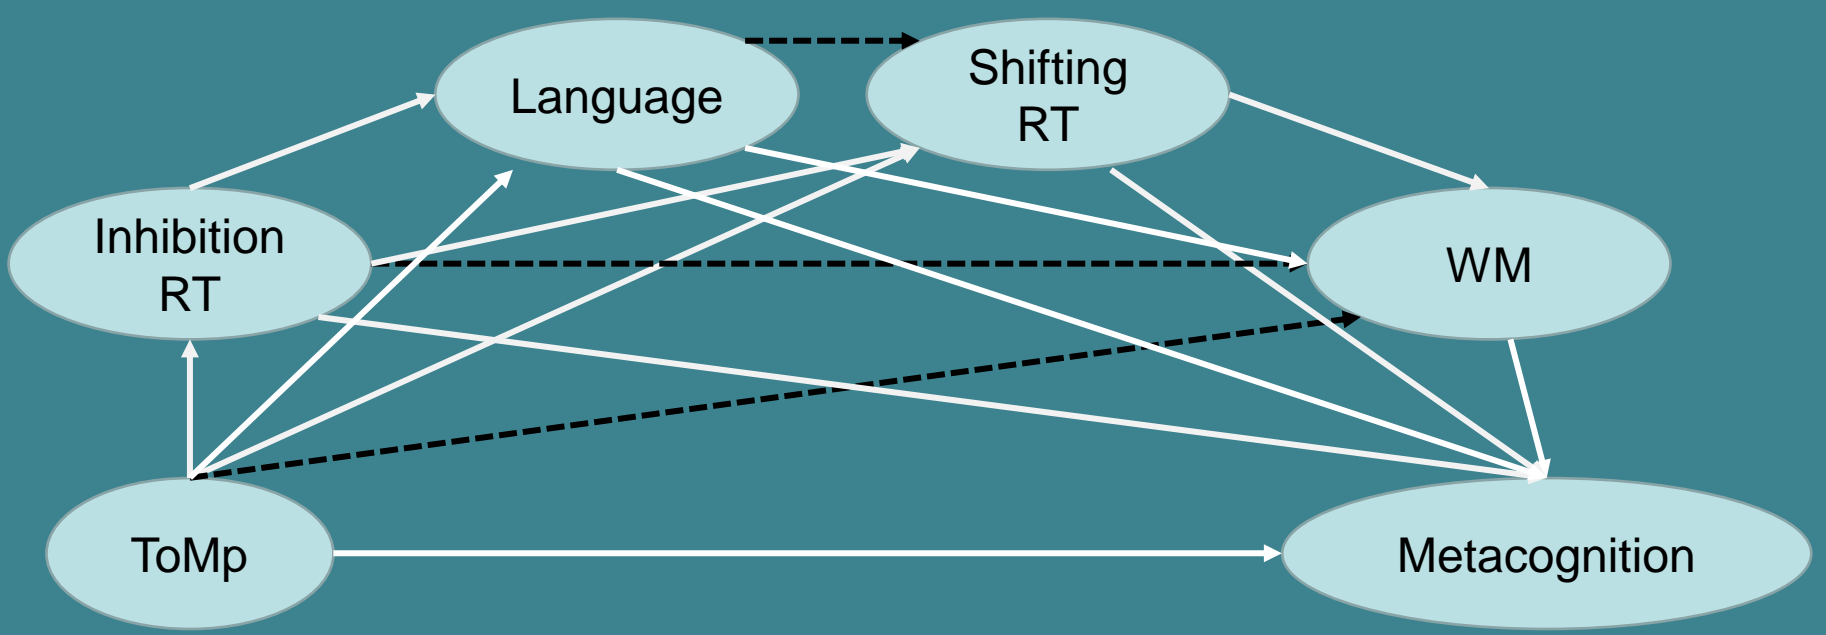 Language
Shifting
RT
Inhibition
RT
WM
ToMp
Metacognition